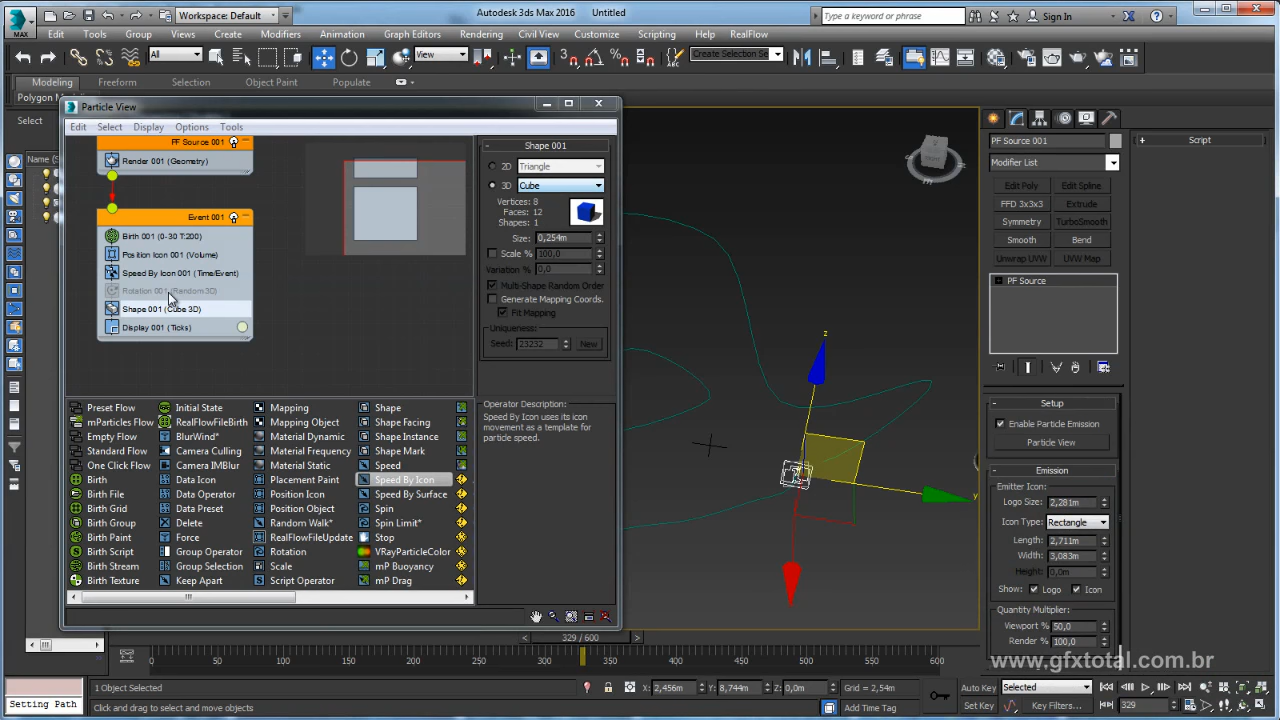 Workspace: Default
Autodesk 3ds Max 2016 Untitled
Type a keyword or phrase
Sign In
MAX
Edit Tools Group Views Create Modifiers Animation Graph Editors Rendering Civil View Customize Scripting Help RealFlow
All
View
Create Selection Se
Modeling Freeform Selection Object Paint Populate
Polygon M
Select
Name (S
Particle View
Edit Select Display Options Tools
PF Source 001
Render 001 (Geometry)
Event 001
Birth 001 (0-30 T:200)
Position Icon 001 (Volume)
Speed By Icon 001 (Time/Event)
Rotation 001 (Random 3D)
Shape 001 (Cube 3D)
Display 001 (Ticks)
Shape 001
2D Triangle
3D Cube
Vertices: 8
Faces: 12
Shapes: 1
Size: 0,254m
Scale % 100,0
Variation % 0,0
Multi-Shape Random Order
Generate Mapping Coords.
Fit Mapping
Uniqueness:
Seed: 23232 New
Operator Description:
Speed By Icon uses its icon
movement as a template for
particle speed.
Preset Flow Initial State Mapping Shape
mParticles Flow RealFlowFileBirth Mapping Object Shape Facing
Empty Flow BlurWind* Material Dynamic Shape Instance
Standard Flow Camera Culling Material Frequency Shape Mark
One Click Flow Camera IMBlur Material Static Speed
Birth Data Icon Placement Paint Speed By Icon
Birth File Data Operator Position Icon Speed By Surface
Birth Grid Data Preset Position Object Spin
Birth Group Delete Random Walk* Spin Limit*
Birth Paint Force RealFlowFileUpdate Stop
Birth Script Group Operator Rotation VRayParticleColor
Birth Stream Group Selection Scale mP Buoyancy
Birth Texture Keep Apart Script Operator mP Drag
z
y
PF Source 001
Modifier List
Edit Poly Edit Spline
FFD 3x3x3 Extrude
Symmetry TurboSmooth
Smooth Bend
Unwrap UVW UVW Map
PF Source
Script
Setup
Enable Particle Emission
Particle View
Emission
Emitter Icon:
Logo Size: 2,281m
Icon Type: Rectangle
Length: 2,711m
Width: 3,083m
Height: 0,0m
Show: Logo Icon
Quantity Multiplier:
Viewport % 50,0
Render % 100,0
www.gfxtotal.com.br
329 / 600
0 50 100 150 200 250 300 350 400 450 500 550 600
1 Object Selected
X: 2,456m Y: 8,744m Z: 0,0m Grid = 2,54m
Auto Key Selected
Setting Path
Click and drag to select and move objects
Add Time Tag
Set Key Key Filters... 329